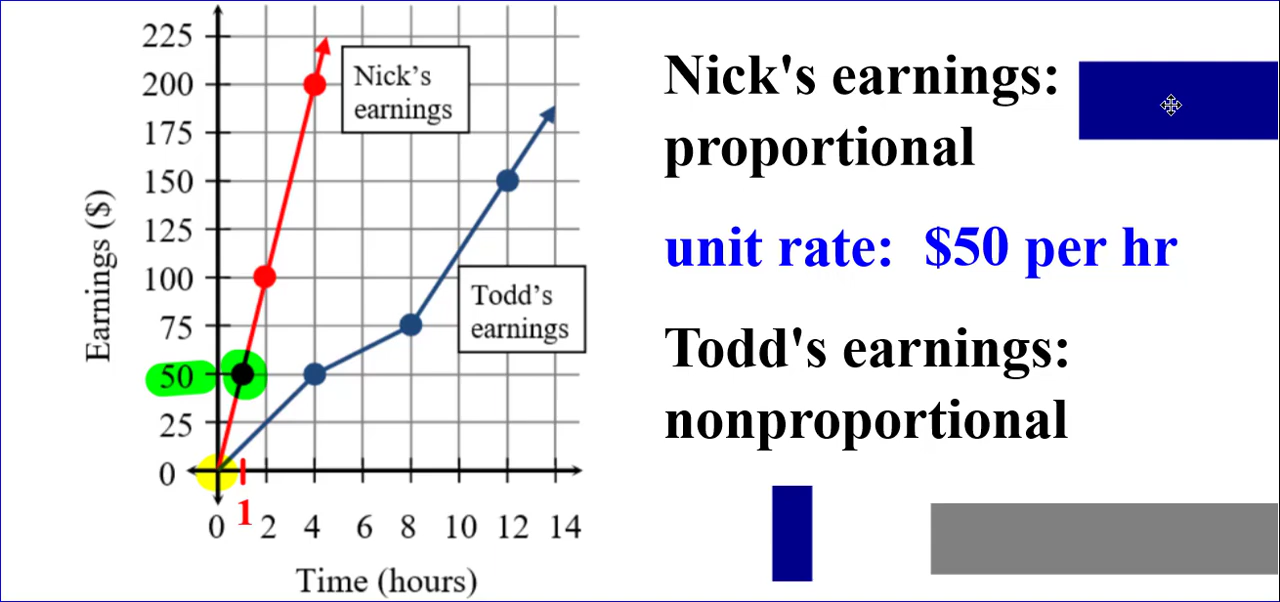 225
200
175
150
125
100
75
50
25
0
Earnings ($)
Nick’s
earnings
Todd’s
earnings
1
0 2 4 6 8 10 12 14
Time (hours)
Nick's earnings:
proportional
unit rate: $50 per hr
Todd's earnings:
nonproportional